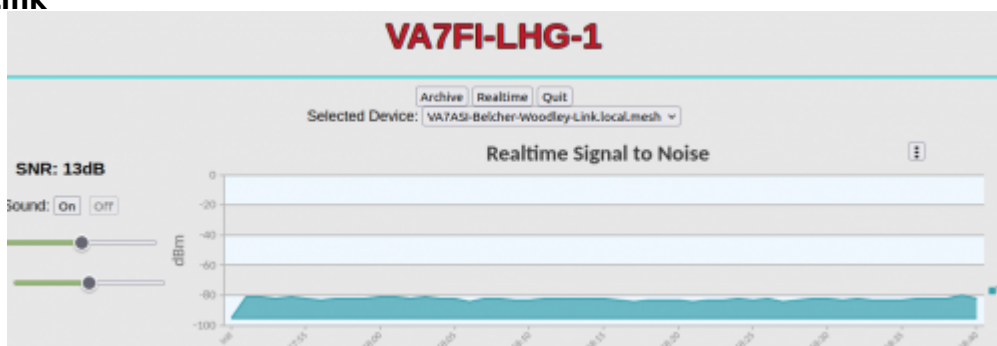 VA7FI-LHG-1
Archive Realtime Quit
Selected Device: VA7ASI-Belcher-Woodley-Link.local.mesh
Realtime Signal to Noise
SNR: 13dB
Sound: On Off
dBm
0
-20
-40
-60
-80
-100